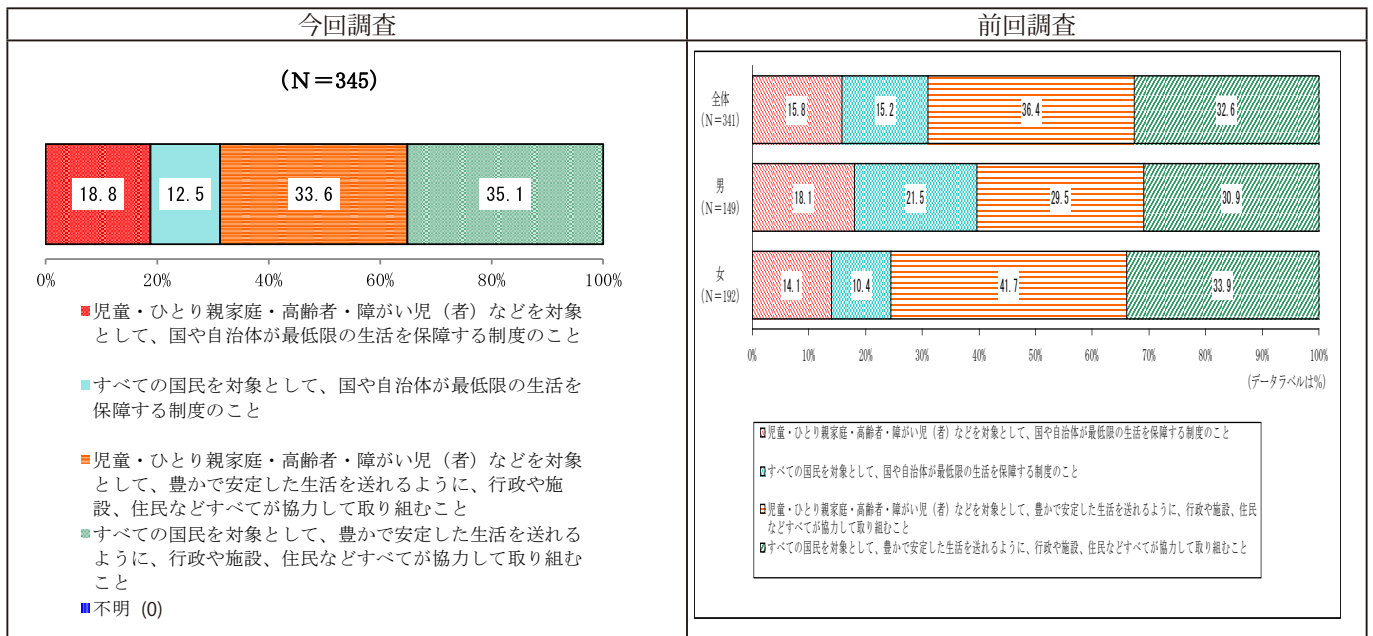 今回調査
前回調査
(N=345)
18.8
12.5
33.6
35.1
0%
20%
40%
60%
80%
100%
■児童・ひとり親家庭・高齢者・障がい児（者）などを対象
として、国や自治体が最低限の生活を保障する制度のこと
■すべての国民を対象として、国や自治体が最低限の生活を
保障する制度のこと
■児童・ひとり親家庭・高齢者・障がい児（者）などを対象
として、豊かで安定した生活を送れるように、行政や施
設、住民などすべてが協力して取り組むこと
■すべての国民を対象として、豊かで安定した生活を送れる
ように、行政や施設、住民などすべてが協力して取り組む
こと
■不明 (0)
全体
(N=341)
15.8
15.2
36.4
32.6
男
(N=149)
18.1
21.5
29.5
30.9
女
(N=192)
14.1
10.4
41.7
33.9
0%
10%
20%
30%
40%
50%
60%
70%
80%
90%
100%
(データラベルは%)
児童・ひとり親家庭・高齢者・障がい児（者）などを対象として、国や自治体が最低限の生活を保障する制度のこと
すべての国民を対象として、国や自治体が最低限の生活を保障する制度のこと
児童・ひとり親家庭・高齢者・障がい児（者）などを対象として、豊かで安定した生活を送れるように、行政や施設、住民
などすべてが協力して取り組むこと
すべての国民を対象として、豊かで安定した生活を送れるように、行政や施設、住民などすべてが協力して取り組むこと